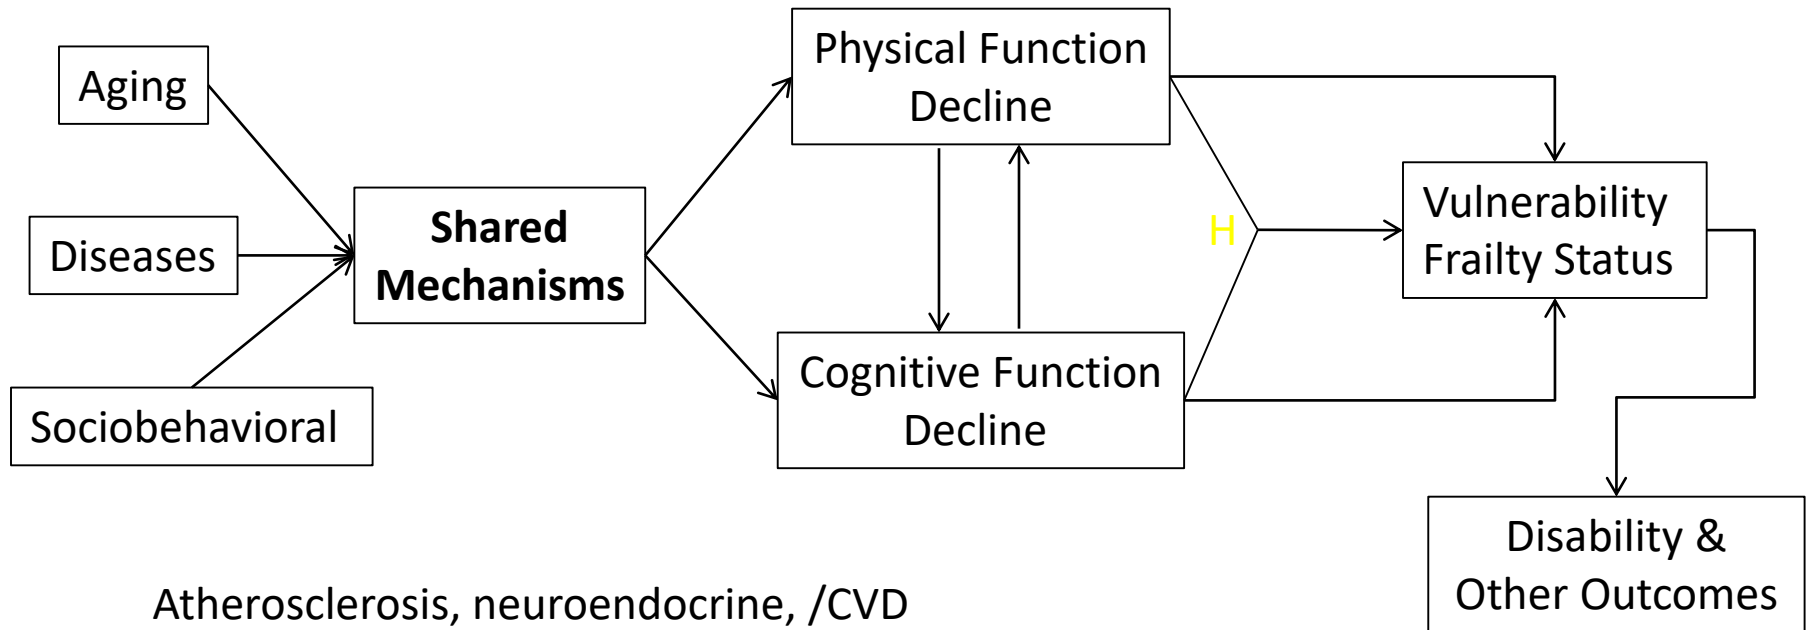 Aging
Diseases
Sociobehavioral
Shared
Mechanisms
Physical Function
Decline
Cognitive Function
Decline
H
Vulnerability
Frailty Status
Disability &
Other Outcomes
Atherosclerosis, neuroendocrine, /CVD